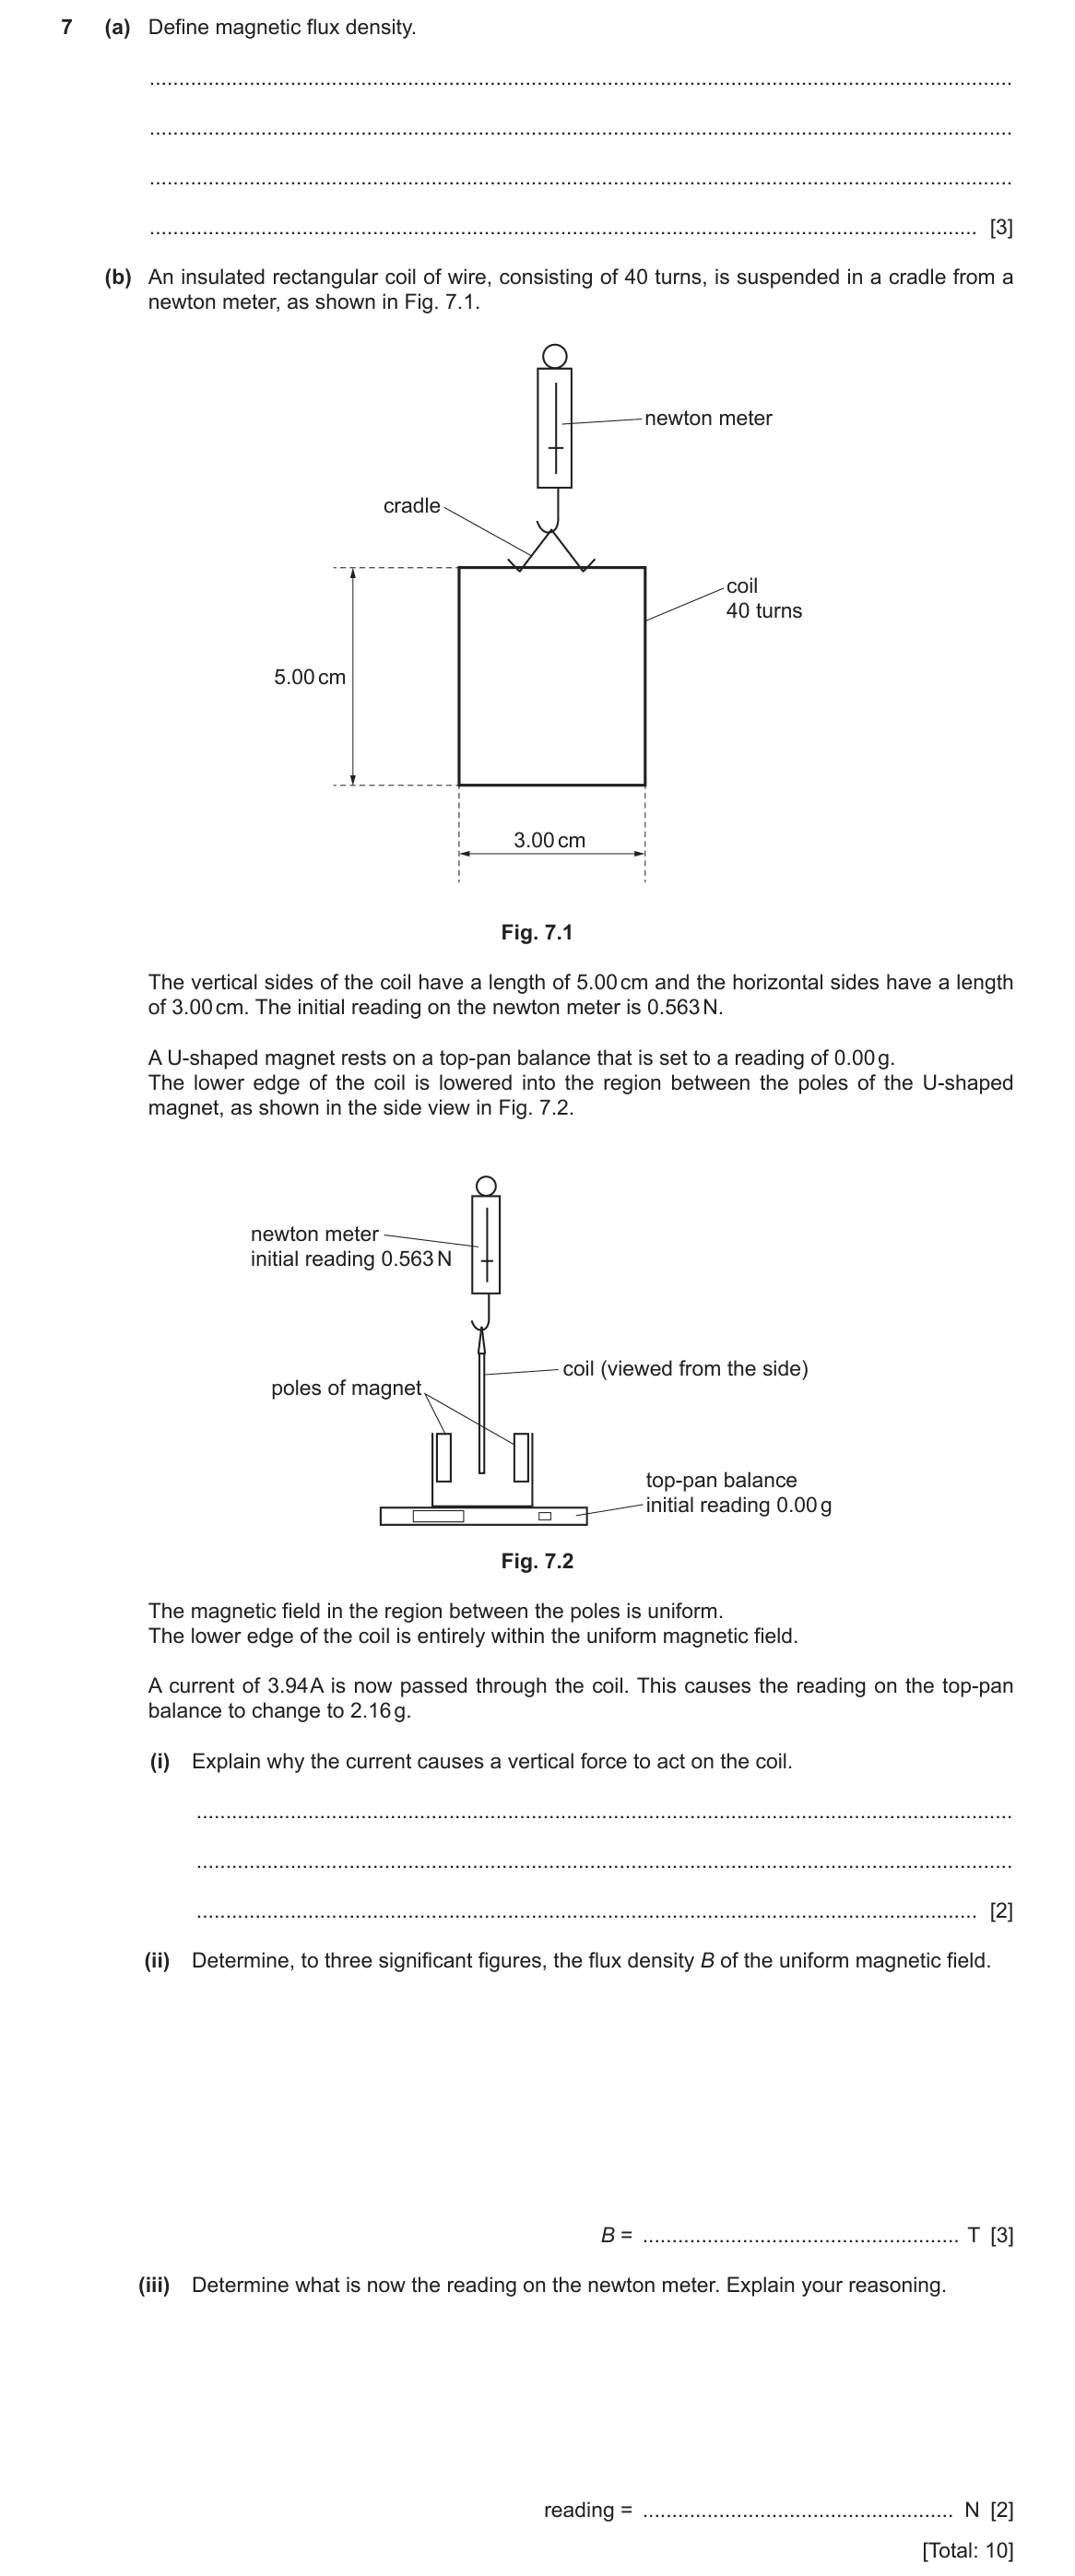 7 (a) Define magnetic flux density.
..........
..........
..........
.......... [3]
(b) An insulated rectangular coil of wire, consisting of 40 turns, is suspended in a cradle from a
newton meter, as shown in Fig. 7.1.
newton meter
cradle
coil
40 turns
5.00 cm
3.00 cm
Fig. 7.1
The vertical sides of the coil have a length of 5.00 cm and the horizontal sides have a length
of 3.00 cm. The initial reading on the newton meter is 0.563 N.
A U-shaped magnet rests on a top-pan balance that is set to a reading of 0.00 g.
The lower edge of the coil is lowered into the region between the poles of the U-shaped
magnet, as shown in the side view in Fig. 7.2.
newton meter
initial reading 0.563 N
coil (viewed from the side)
poles of magnet
top-pan balance
initial reading 0.00 g
Fig. 7.2
The magnetic field in the region between the poles is uniform.
The lower edge of the coil is entirely within the uniform magnetic field.
A current of 3.94 A is now passed through the coil. This causes the reading on the top-pan
balance to change to 2.16 g.
(i) Explain why the current causes a vertical force to act on the coil.
..........
..........
.......... [2]
(ii) Determine, to three significant figures, the flux density B of the uniform magnetic field.
B = .......... T [3]
(iii) Determine what is now the reading on the newton meter. Explain your reasoning.
reading = .......... N [2]
[Total: 10]